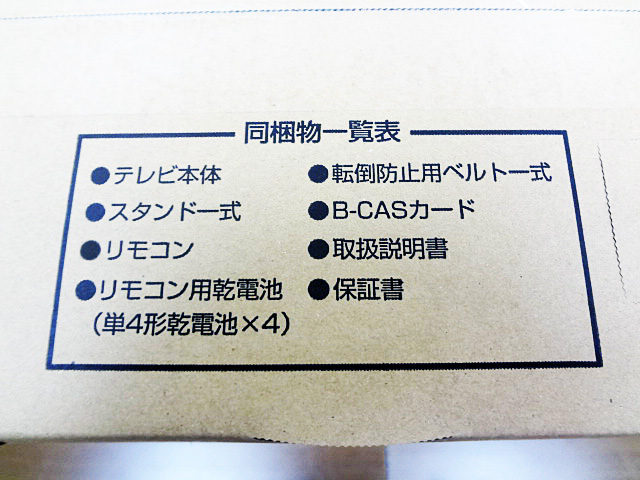 同梱物一覧表
●テレビ本体
●スタンド一式
●リモコン
●リモコン用乾電池
(単4形乾電池×4)
●転倒防止用ベルト一式
●B-CASカード
●取扱説明書
●保証書